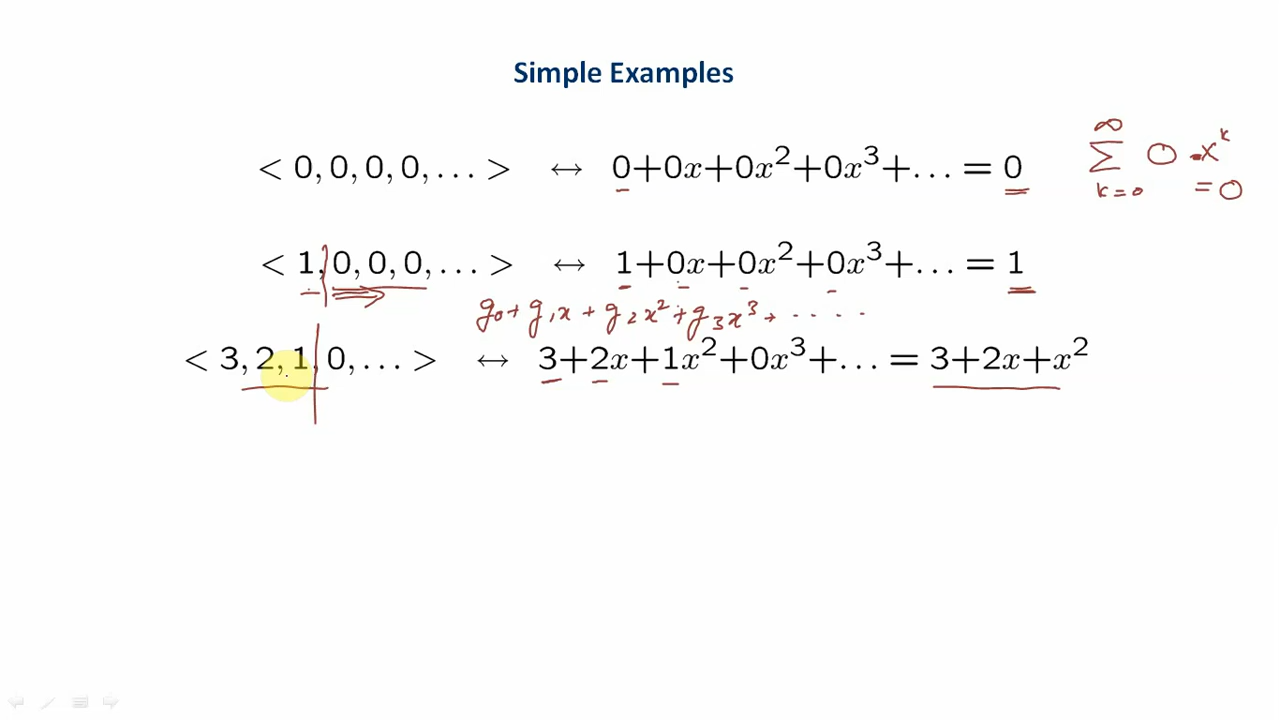 Simple Examples
< 0, 0, 0, 0, … > ↔ 0+0x+0x²+0x³+… = 0
∞
∑ 0 · xᵏ
k=0 = 0
< 1, 0, 0, 0, … > ↔ 1+0x+0x²+0x³+… = 1
g₀ + g₁x + g₂x² + g₃x³ + ·····
< 3, 2, 1, 0, … > ↔ 3+2x+1x²+0x³+… = 3+2x+x²